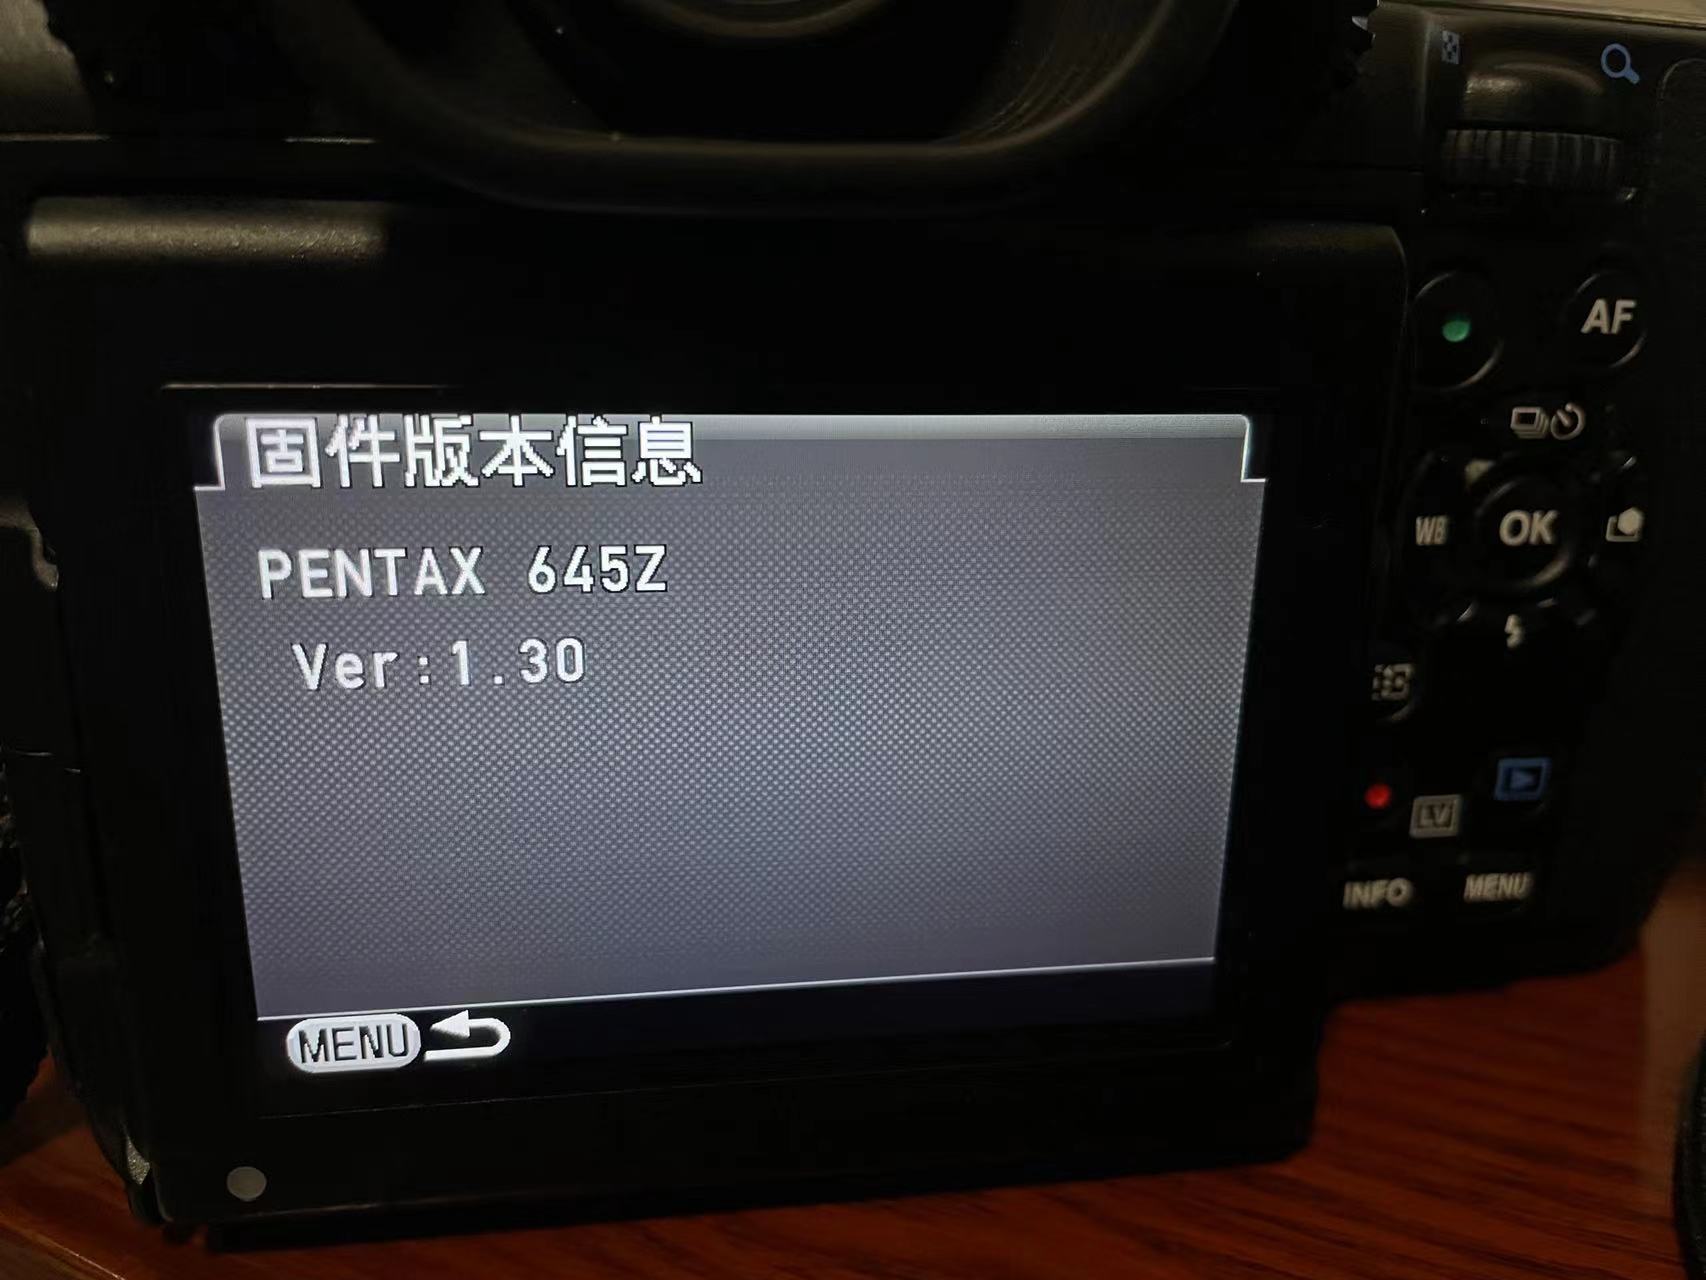 固件版本信息
PENTAX 645Z
Ver:1.30
MENU
AF
WB
OK
LV
INFO
MENU